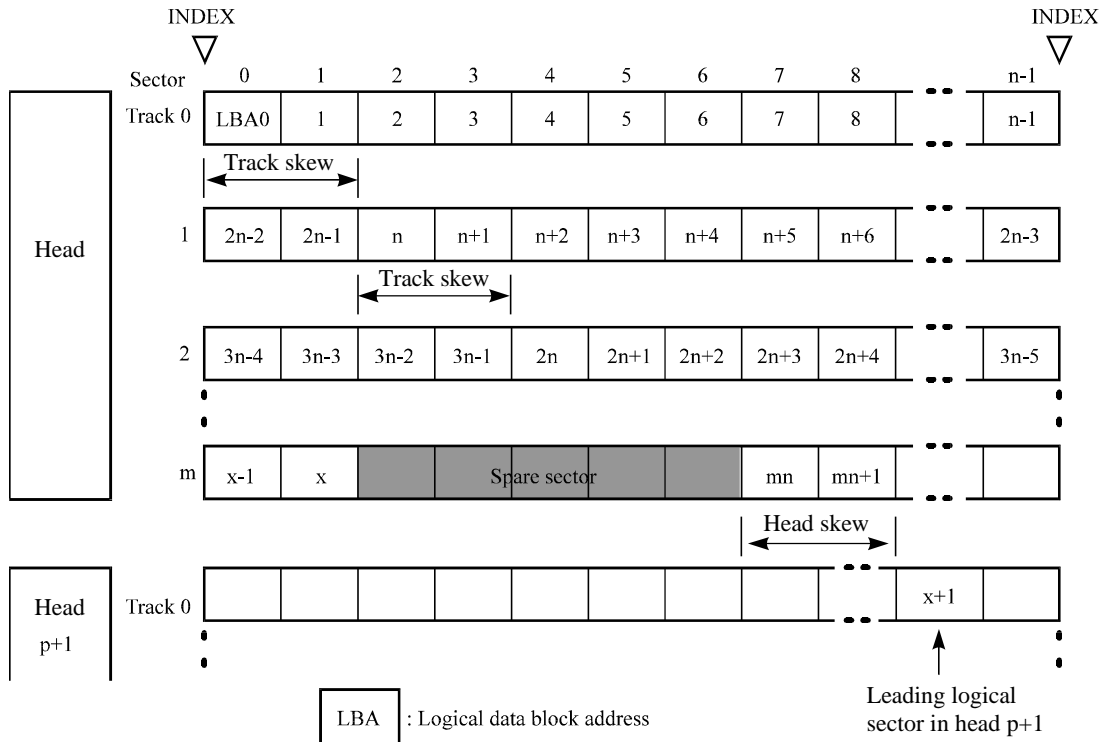 INDEX INDEX
Sector 0 1 2 3 4 5 6 7 8 n-1
Track 0 LBA0 1 2 3 4 5 6 7 8 n-1
Track skew
Head
1 2n-2 2n-1 n n+1 n+2 n+3 n+4 n+5 n+6 2n-3
Track skew
2 3n-4 3n-3 3n-2 3n-1 2n 2n+1 2n+2 2n+3 2n+4 3n-5
m x-1 x Spare sector mn mn+1
Head skew
Head
p+1
Track 0 x+1
Leading logical
sector in head p+1
LBA : Logical data block address